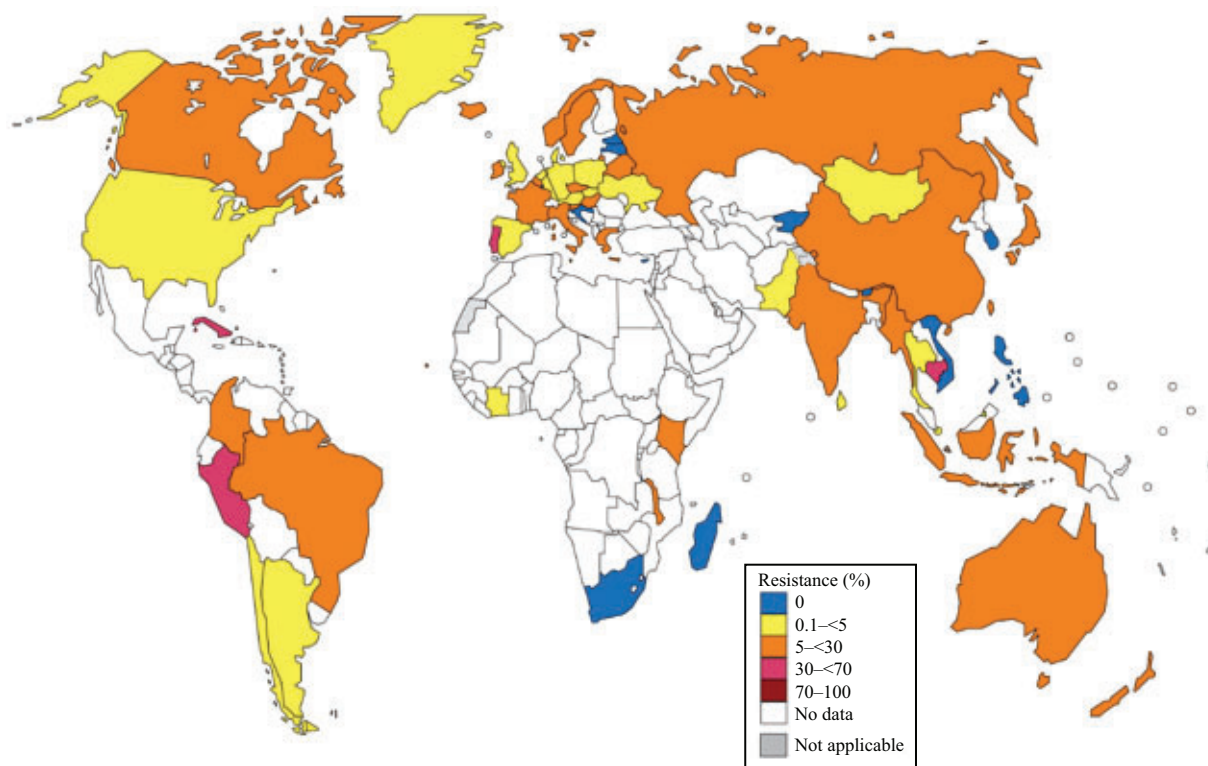 Resistance (%)
0
0.1–<5
5–<30
30–<70
70–100
No data
Not applicable